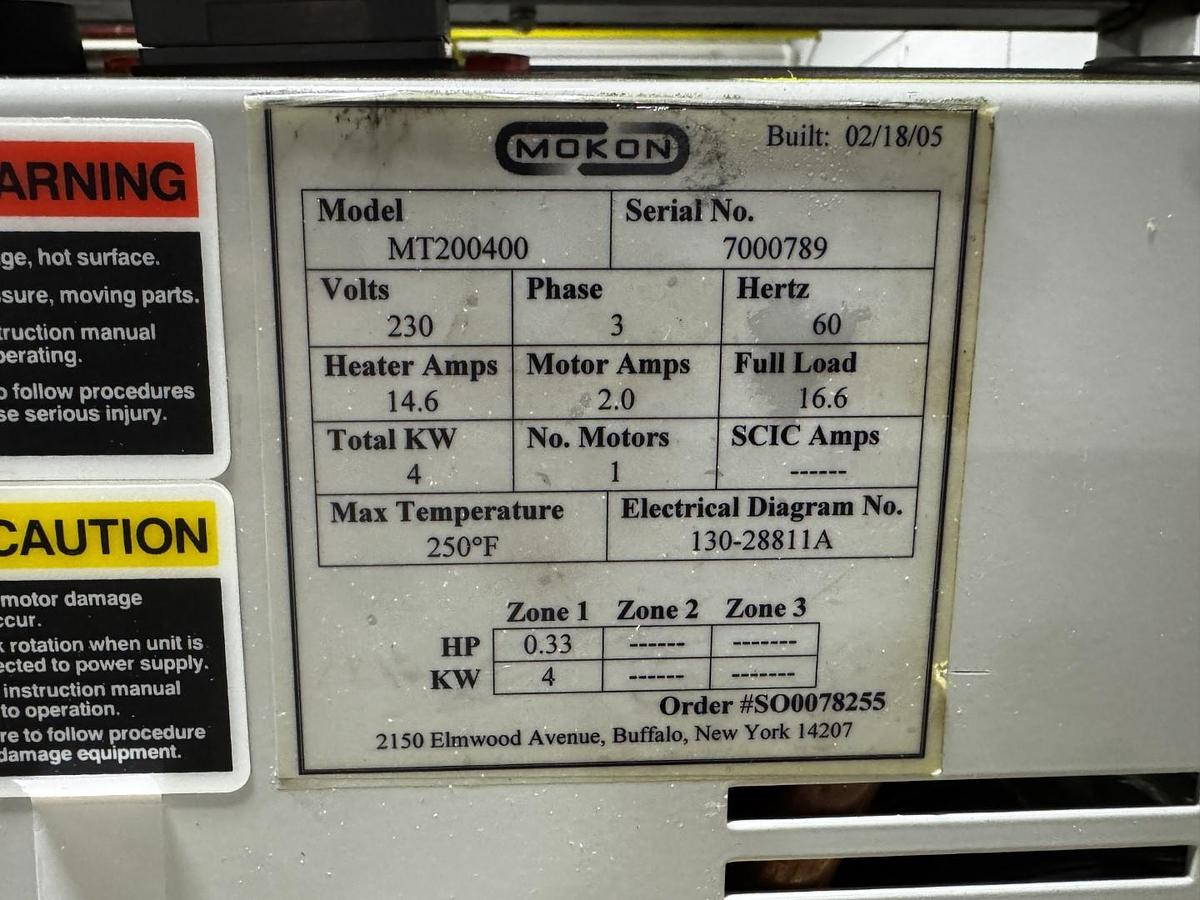 MOKON
Built: 02/18/05
Model
MT200400
Serial No.
7000789
Volts
230
Phase
3
Hertz
60
Heater Amps
14.6
Motor Amps
2.0
Full Load
16.6
Total KW
4
No. Motors
1
SCIC Amps
------
Max Temperature
250°F
Electrical Diagram No.
130-28811A
Zone 1 Zone 2 Zone 3
HP 0.33 ------ -------
KW 4 ------ -------
Order #SO0078255
2150 Elmwood Avenue, Buffalo, New York 14207
ARNING
ge, hot surface.
ssure, moving parts.
truction manual
perating.
o follow procedures
se serious injury.
CAUTION
motor damage
ccur.
k rotation when unit is
ected to power supply.
instruction manual
to operation.
re to follow procedure
damage equipment.